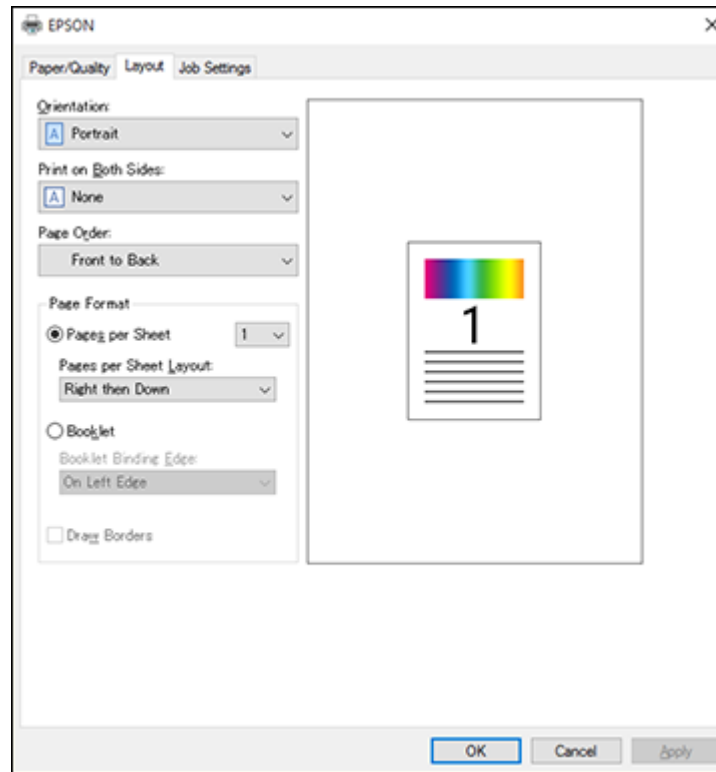 EPSON
Paper/Quality Layout Job Settings
Orientation:
A Portrait
Print on Both Sides:
A None
Page Order:
Front to Back
Page Format
Pages per Sheet 1
Pages per Sheet Layout:
Right then Down
Booklet
Booklet Binding Edge:
On Left Edge
Draw Borders
1
OK Cancel Apply